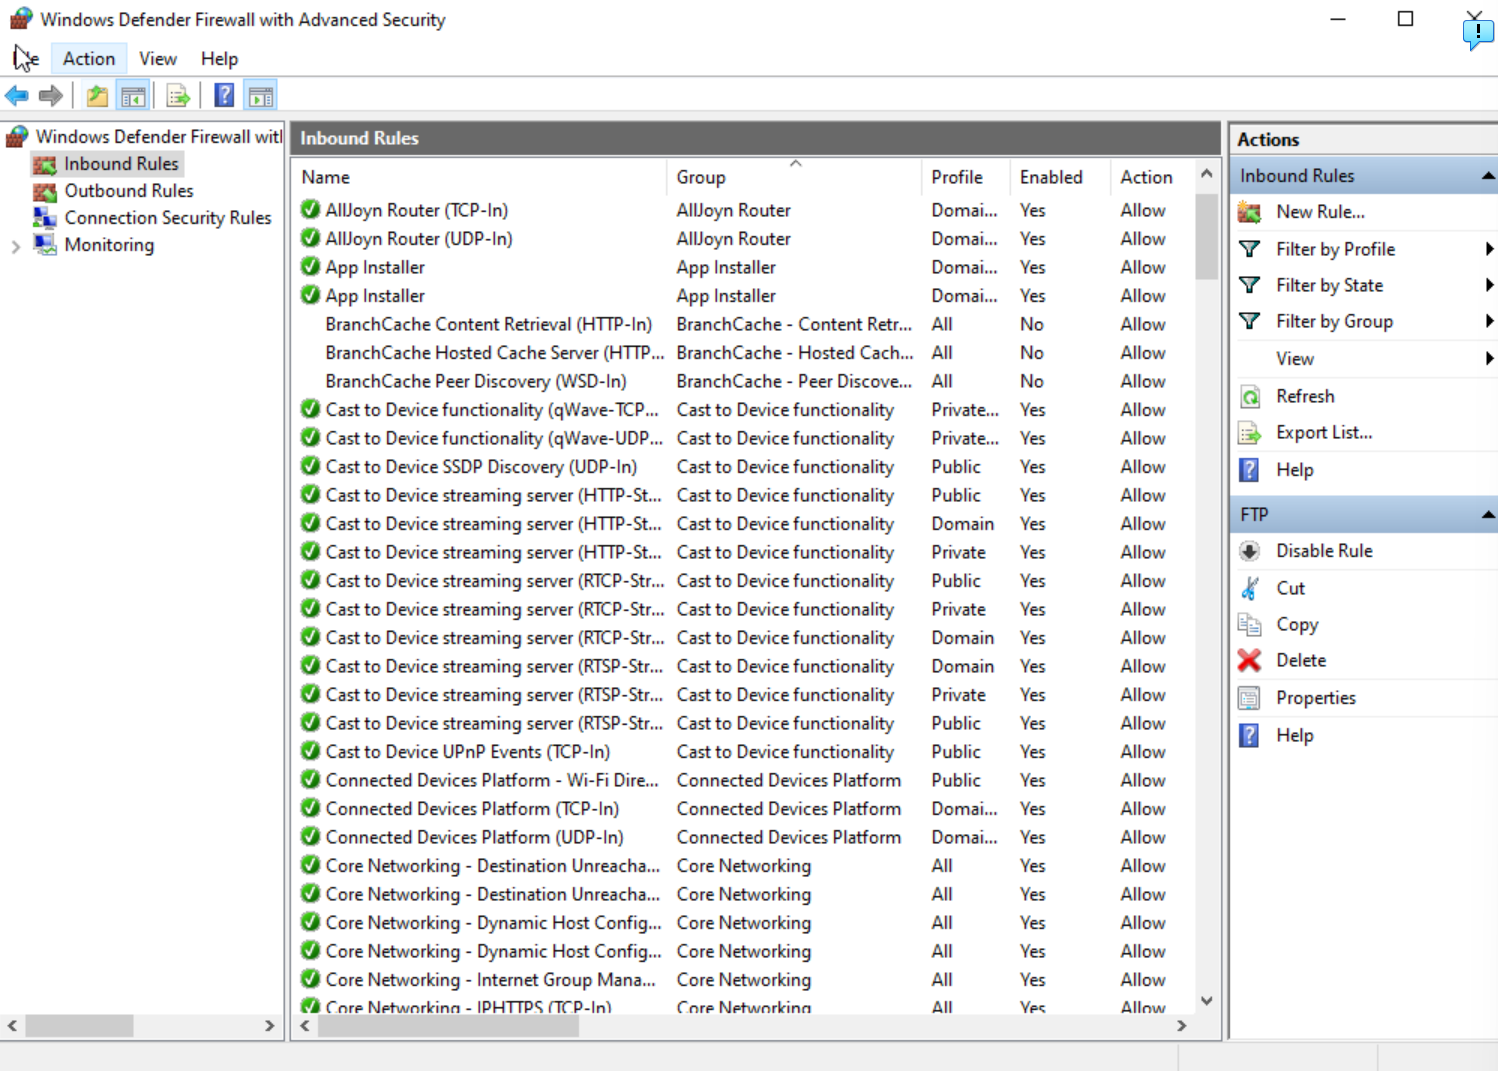 Windows Defender Firewall with Advanced Security
Action View Help
Windows Defender Firewall witl
Inbound Rules
Outbound Rules
Connection Security Rules
Monitoring
Inbound Rules
Name Group Profile Enabled Action
AllJoyn Router (TCP-In) AllJoyn Router Domai... Yes Allow
AllJoyn Router (UDP-In) AllJoyn Router Domai... Yes Allow
App Installer App Installer Domai... Yes Allow
App Installer App Installer Domai... Yes Allow
BranchCache Content Retrieval (HTTP-In) BranchCache - Content Retr... All No Allow
BranchCache Hosted Cache Server (HTTP... BranchCache - Hosted Cach... All No Allow
BranchCache Peer Discovery (WSD-In) BranchCache - Peer Discove... All No Allow
Cast to Device functionality (qWave-TCP... Cast to Device functionality Private... Yes Allow
Cast to Device functionality (qWave-UDP... Cast to Device functionality Private... Yes Allow
Cast to Device SSDP Discovery (UDP-In) Cast to Device functionality Public Yes Allow
Cast to Device streaming server (HTTP-St... Cast to Device functionality Public Yes Allow
Cast to Device streaming server (HTTP-St... Cast to Device functionality Domain Yes Allow
Cast to Device streaming server (HTTP-St... Cast to Device functionality Private Yes Allow
Cast to Device streaming server (RTCP-Str... Cast to Device functionality Public Yes Allow
Cast to Device streaming server (RTCP-Str... Cast to Device functionality Private Yes Allow
Cast to Device streaming server (RTCP-Str... Cast to Device functionality Domain Yes Allow
Cast to Device streaming server (RTSP-Str... Cast to Device functionality Domain Yes Allow
Cast to Device streaming server (RTSP-Str... Cast to Device functionality Private Yes Allow
Cast to Device streaming server (RTSP-Str... Cast to Device functionality Public Yes Allow
Cast to Device UPnP Events (TCP-In) Cast to Device functionality Public Yes Allow
Connected Devices Platform - Wi-Fi Dire... Connected Devices Platform Public Yes Allow
Connected Devices Platform (TCP-In) Connected Devices Platform Domai... Yes Allow
Connected Devices Platform (UDP-In) Connected Devices Platform Domai... Yes Allow
Core Networking - Destination Unreacha... Core Networking All Yes Allow
Core Networking - Destination Unreacha... Core Networking All Yes Allow
Core Networking - Dynamic Host Config... Core Networking All Yes Allow
Core Networking - Dynamic Host Config... Core Networking All Yes Allow
Core Networking - Internet Group Mana... Core Networking All Yes Allow
Core Networking - IPHTTPS (TCP-In) Core Networking All Yes Allow
Actions
Inbound Rules
New Rule...
Filter by Profile
Filter by State
Filter by Group
View
Refresh
Export List...
Help
FTP
Disable Rule
Cut
Copy
Delete
Properties
Help